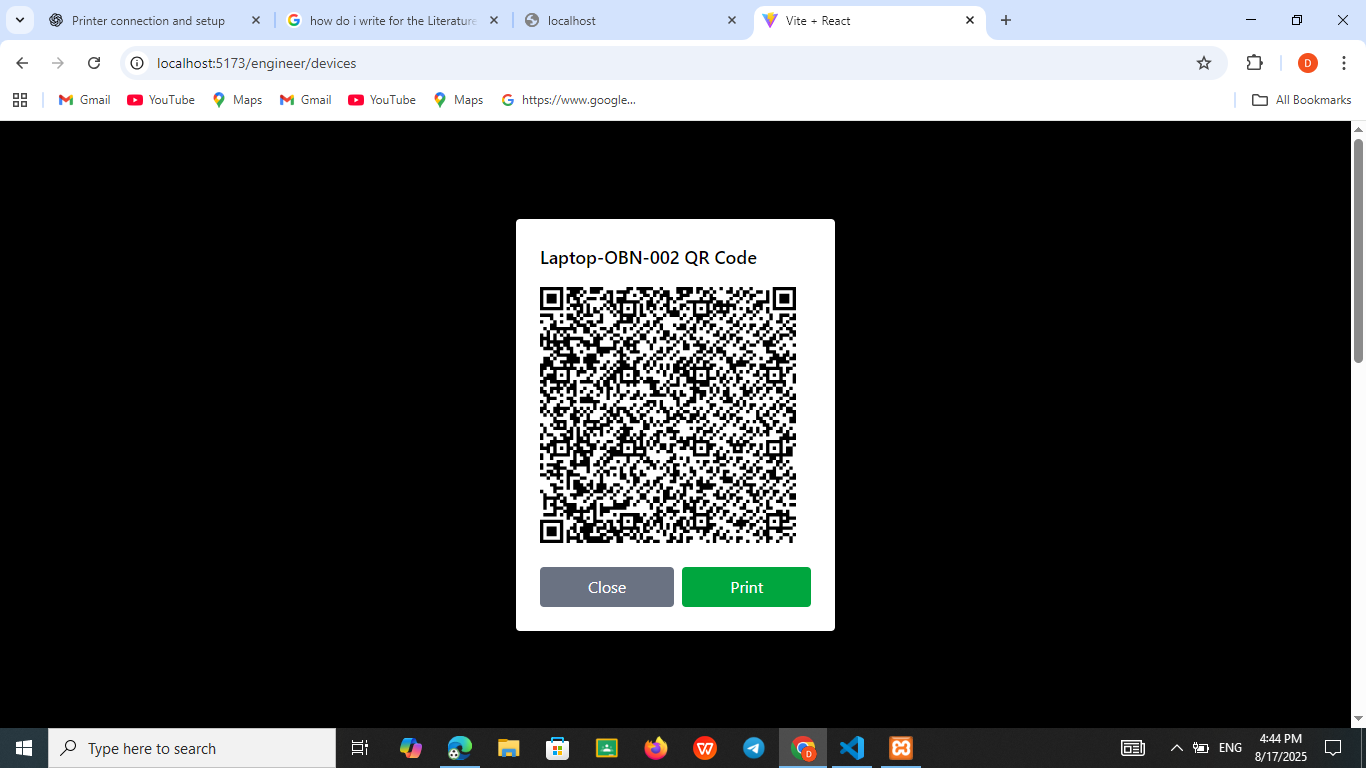 Printer connection and setup
how do i write for the Literature
localhost
Vite + React
localhost:5173/engineer/devices
D
Gmail
YouTube
Maps
Gmail
YouTube
Maps
https://www.google...
All Bookmarks
Laptop-OBN-002 QR Code
Close
Print
Type here to search
D
ENG
4:44 PM
8/17/2025